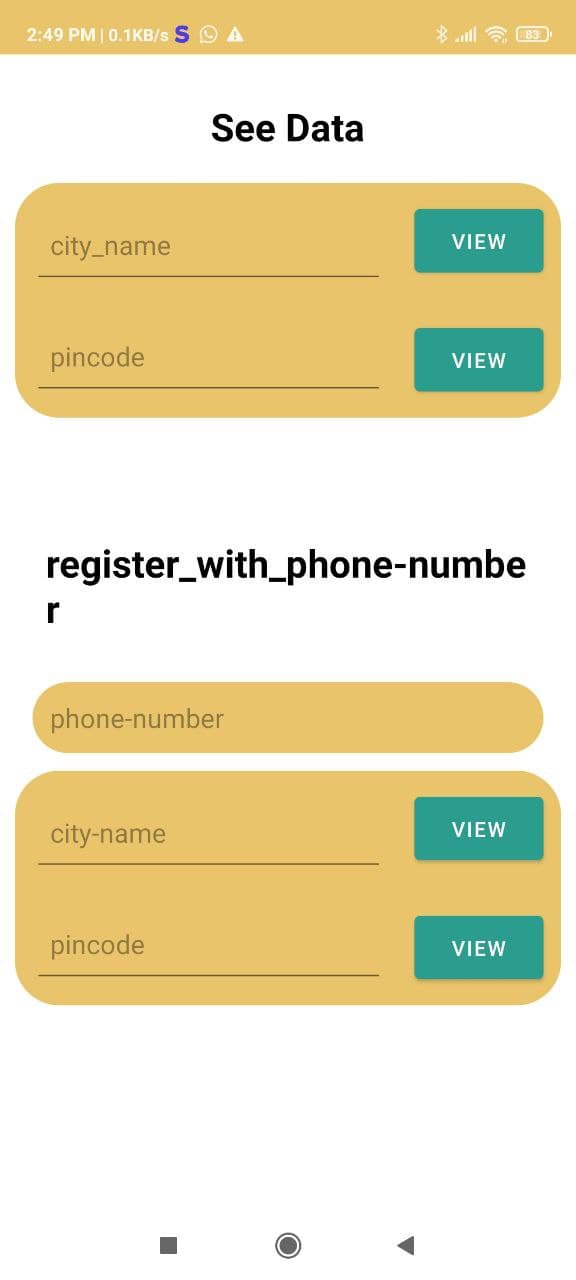 2:49 PM | 0.1KB/s S 83
See Data
city_name VIEW
pincode VIEW
register_with_phone-numbe
r
phone-number
city-name VIEW
pincode VIEW